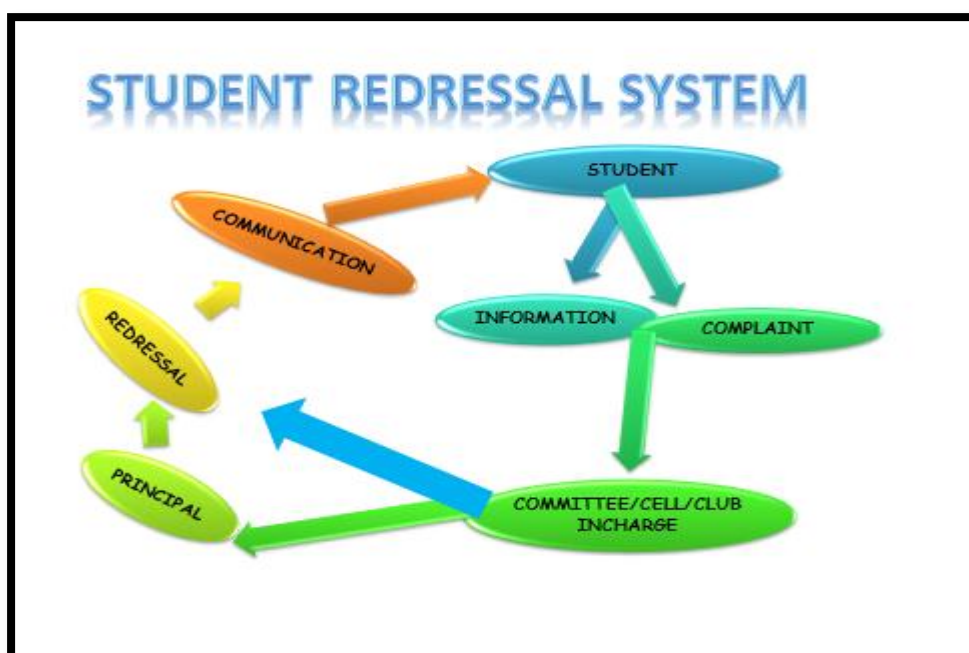 STUDENT REDRESSAL SYSTEM
STUDENT
COMMUNICATION
INFORMATION
COMPLAINT
REDRESSAL
PRINCIPAL
COMMITTEE/CELL/CLUB
INCHARGE